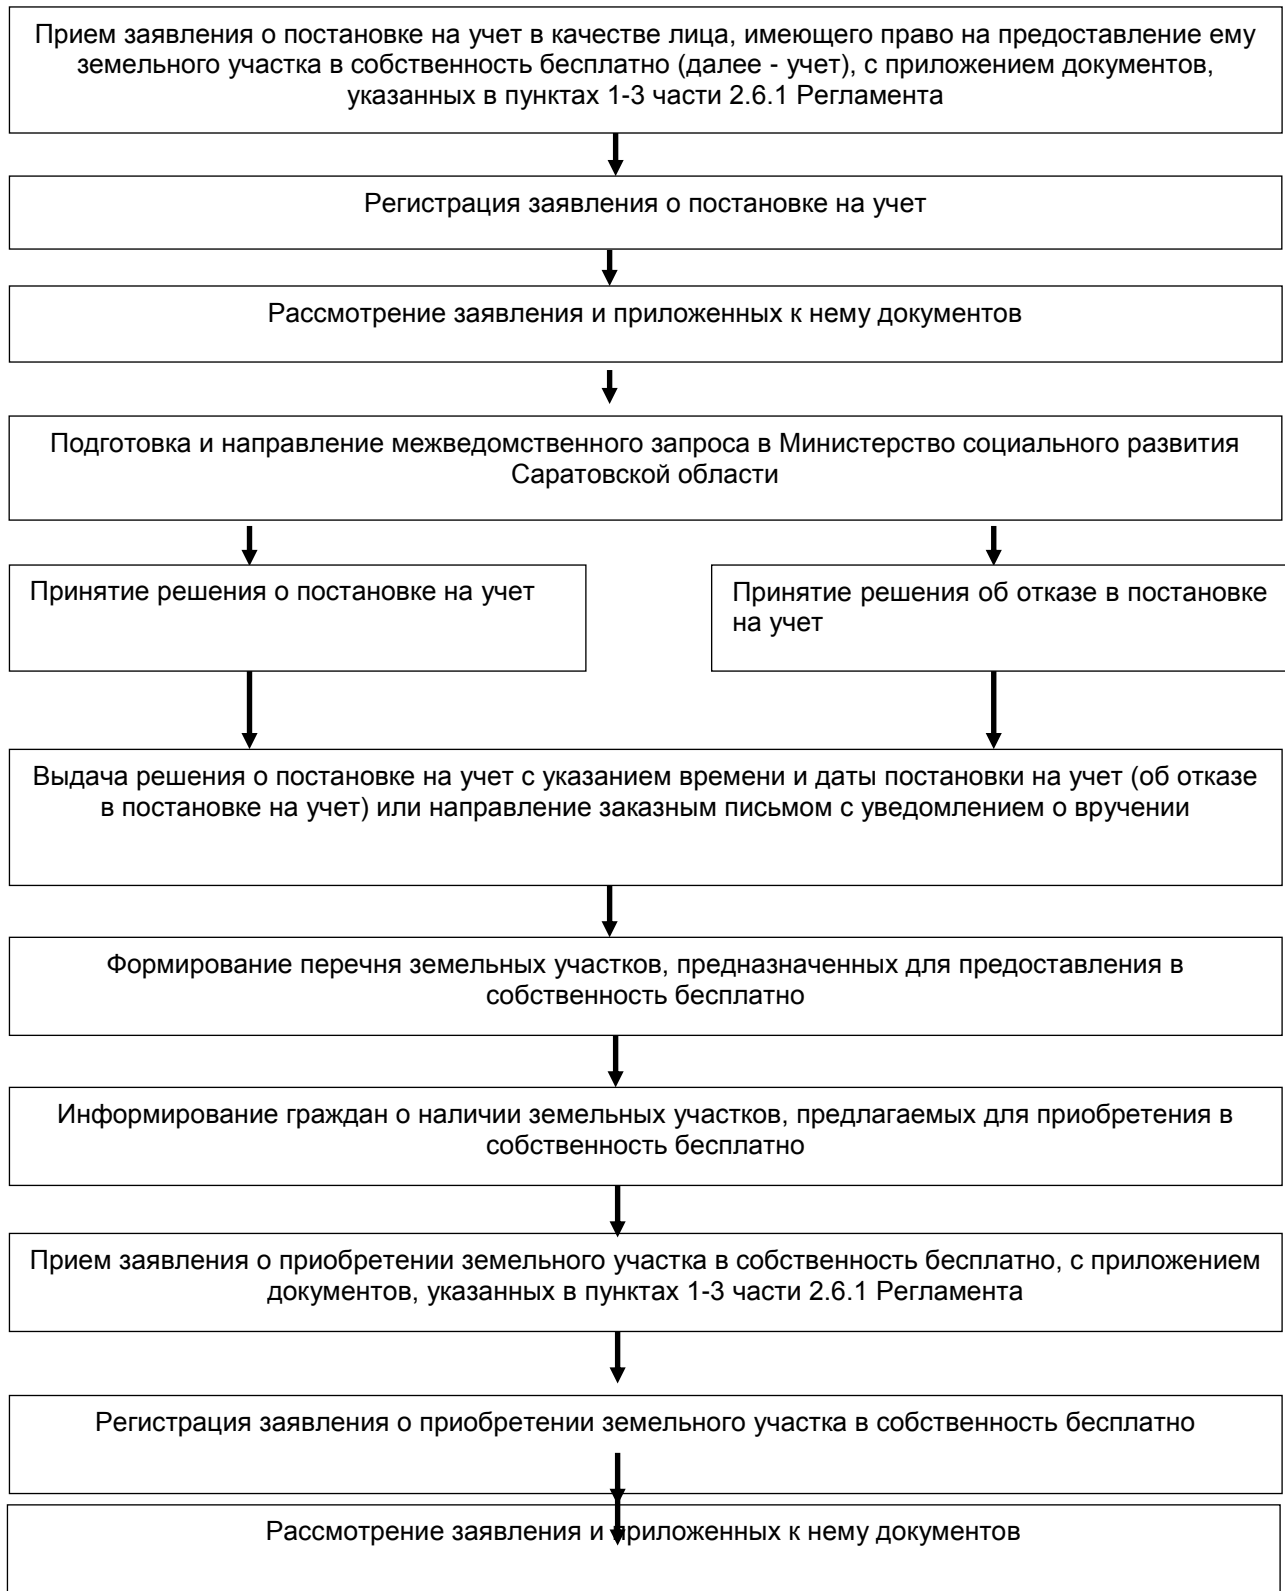 Прием заявления о постановке на учет в качестве лица, имеющего право на предоставление ему
земельного участка в собственность бесплатно (далее - учет), с приложением документов,
указанных в пунктах 1-3 части 2.6.1 Регламента
Регистрация заявления о постановке на учет
Рассмотрение заявления и приложенных к нему документов
Подготовка и направление межведомственного запроса в Министерство социального развития
Саратовской области
Принятие решения о постановке на учет
Принятие решения об отказе в постановке
на учет
Выдача решения о постановке на учет с указанием времени и даты постановки на учет (об отказе
в постановке на учет) или направление заказным письмом с уведомлением о вручении
Формирование перечня земельных участков, предназначенных для предоставления в
собственность бесплатно
Информирование граждан о наличии земельных участков, предлагаемых для приобретения в
собственность бесплатно
Прием заявления о приобретении земельного участка в собственность бесплатно, с приложением
документов, указанных в пунктах 1-3 части 2.6.1 Регламента
Регистрация заявления о приобретении земельного участка в собственность бесплатно
Рассмотрение заявления и приложенных к нему документов